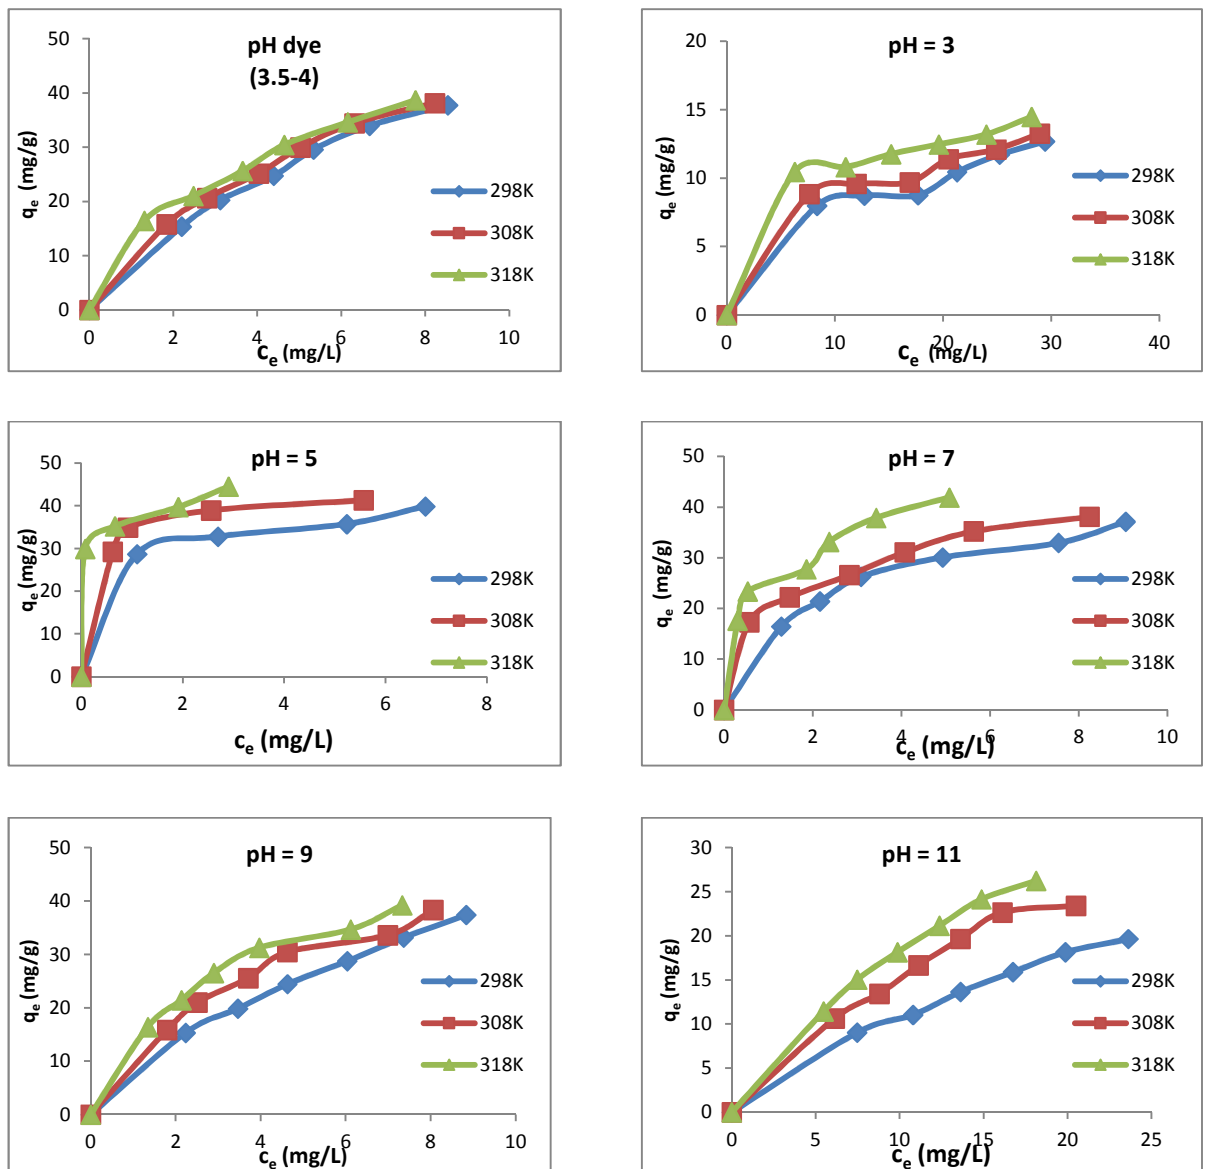 pH dye
(3.5-4)
50
40
30
20
10
0
qe (mg/g)
298K
308K
318K
0 2 4 6 8 10
ce (mg/L)
pH = 3
20
15
10
5
0
qe (mg/g)
298K
308K
318K
0 10 20 30 40
ce (mg/L)
pH = 5
50
40
30
20
10
0
qe (mg/g)
298K
308K
318K
0 2 4 6 8
ce (mg/L)
pH = 7
50
40
30
20
10
0
qe (mg/g)
298K
308K
318K
0 2 4 6 8 10
ce (mg/L)
pH = 9
50
40
30
20
10
0
qe (mg/g)
298K
308K
318K
0 2 4 6 8 10
ce (mg/L)
pH = 11
30
25
20
15
10
5
0
qe (mg/g)
298K
308K
318K
0 5 10 15 20 25
ce (mg/L)